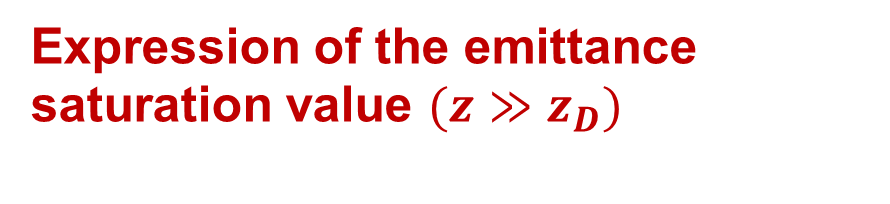 Expression of the emittance
saturation value (z ≫ z_D)